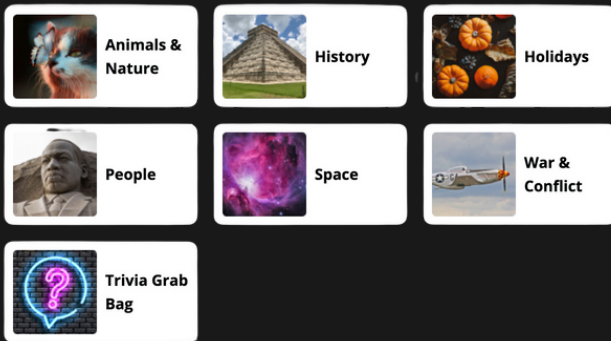 Animals &
Nature
History
Holidays
People
Space
War &
Conflict
Trivia Grab
Bag